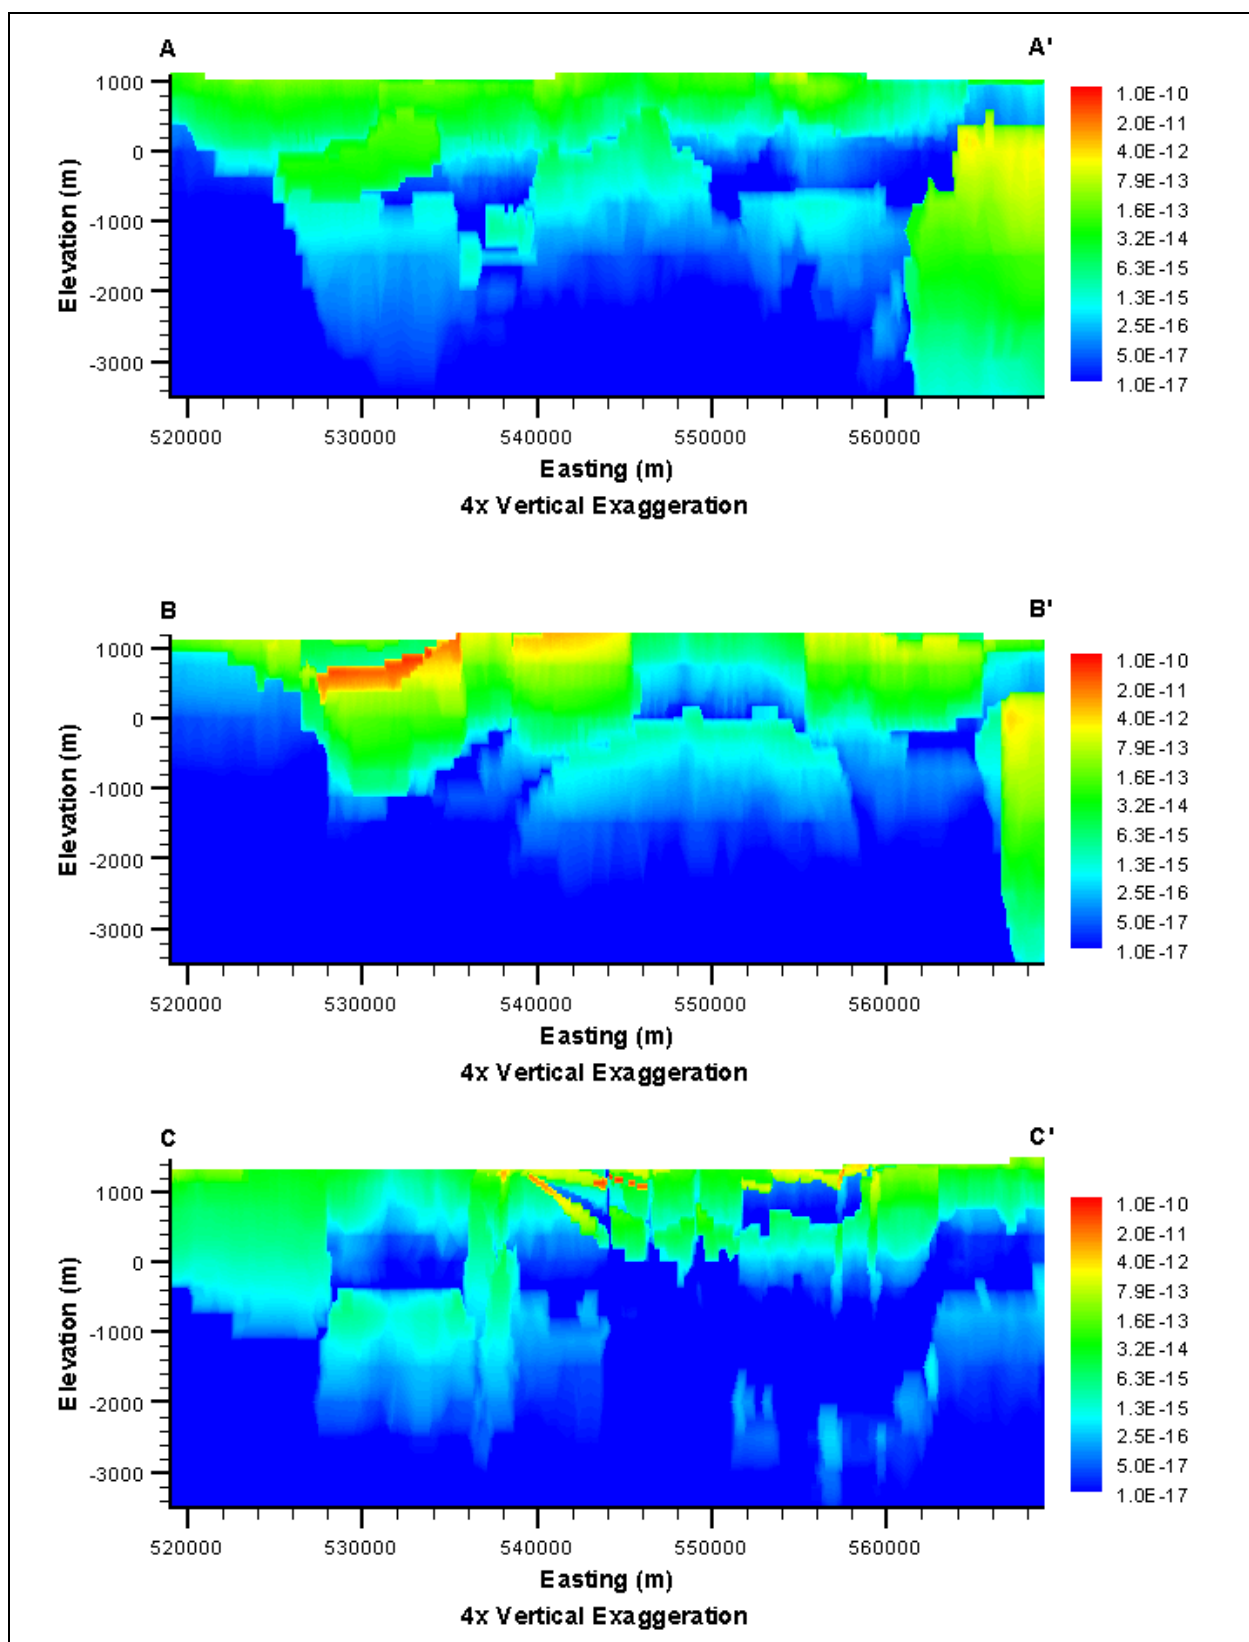 A A'
1000
0
-1000
-2000
-3000
Elevation (m)
520000 530000 540000 550000 560000
Easting (m)
4x Vertical Exaggeration
1.0E-10
2.0E-11
4.0E-12
7.9E-13
1.6E-13
3.2E-14
6.3E-15
1.3E-15
2.5E-16
5.0E-17
1.0E-17
B B'
1000
0
-1000
-2000
-3000
Elevation (m)
520000 530000 540000 550000 560000
Easting (m)
4x Vertical Exaggeration
1.0E-10
2.0E-11
4.0E-12
7.9E-13
1.6E-13
3.2E-14
6.3E-15
1.3E-15
2.5E-16
5.0E-17
1.0E-17
C C'
1000
0
-1000
-2000
-3000
Elevation (m)
520000 530000 540000 550000 560000
Easting (m)
4x Vertical Exaggeration
1.0E-10
2.0E-11
4.0E-12
7.9E-13
1.6E-13
3.2E-14
6.3E-15
1.3E-15
2.5E-16
5.0E-17
1.0E-17